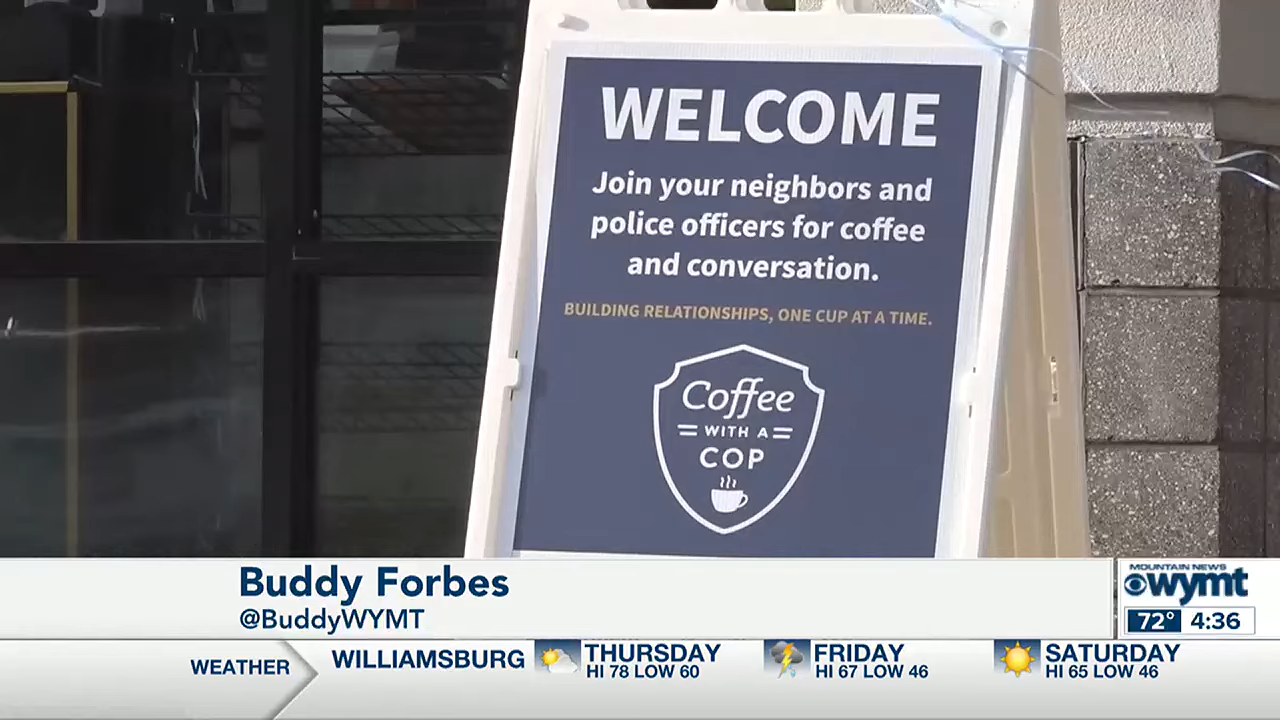 WELCOME
Join your neighbors and
police officers for coffee
and conversation.
BUILDING RELATIONSHIPS, ONE CUP AT A TIME.
Coffee
WITH A
COP
Buddy Forbes
@BuddyWYMT
MOUNTAIN NEWS
wymt
72° 4:36
WEATHER
WILLIAMSBURG
THURSDAY
HI 78 LOW 60
FRIDAY
HI 67 LOW 46
SATURDAY
HI 65 LOW 46